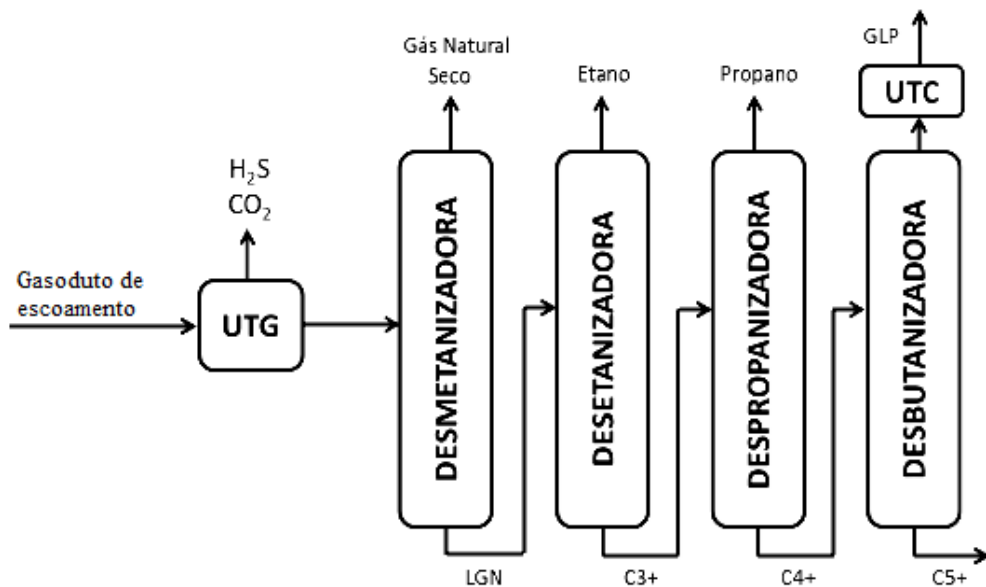 Gás Natural
Seco
Etano
Propano
GLP
UTC
H₂S
CO₂
Gasoduto de
escoamento
UTG
DESMETANIZADORA
DESETANIZADORA
DESPROPANIZADORA
DESBUTANIZADORA
LGN
C3+
C4+
C5+